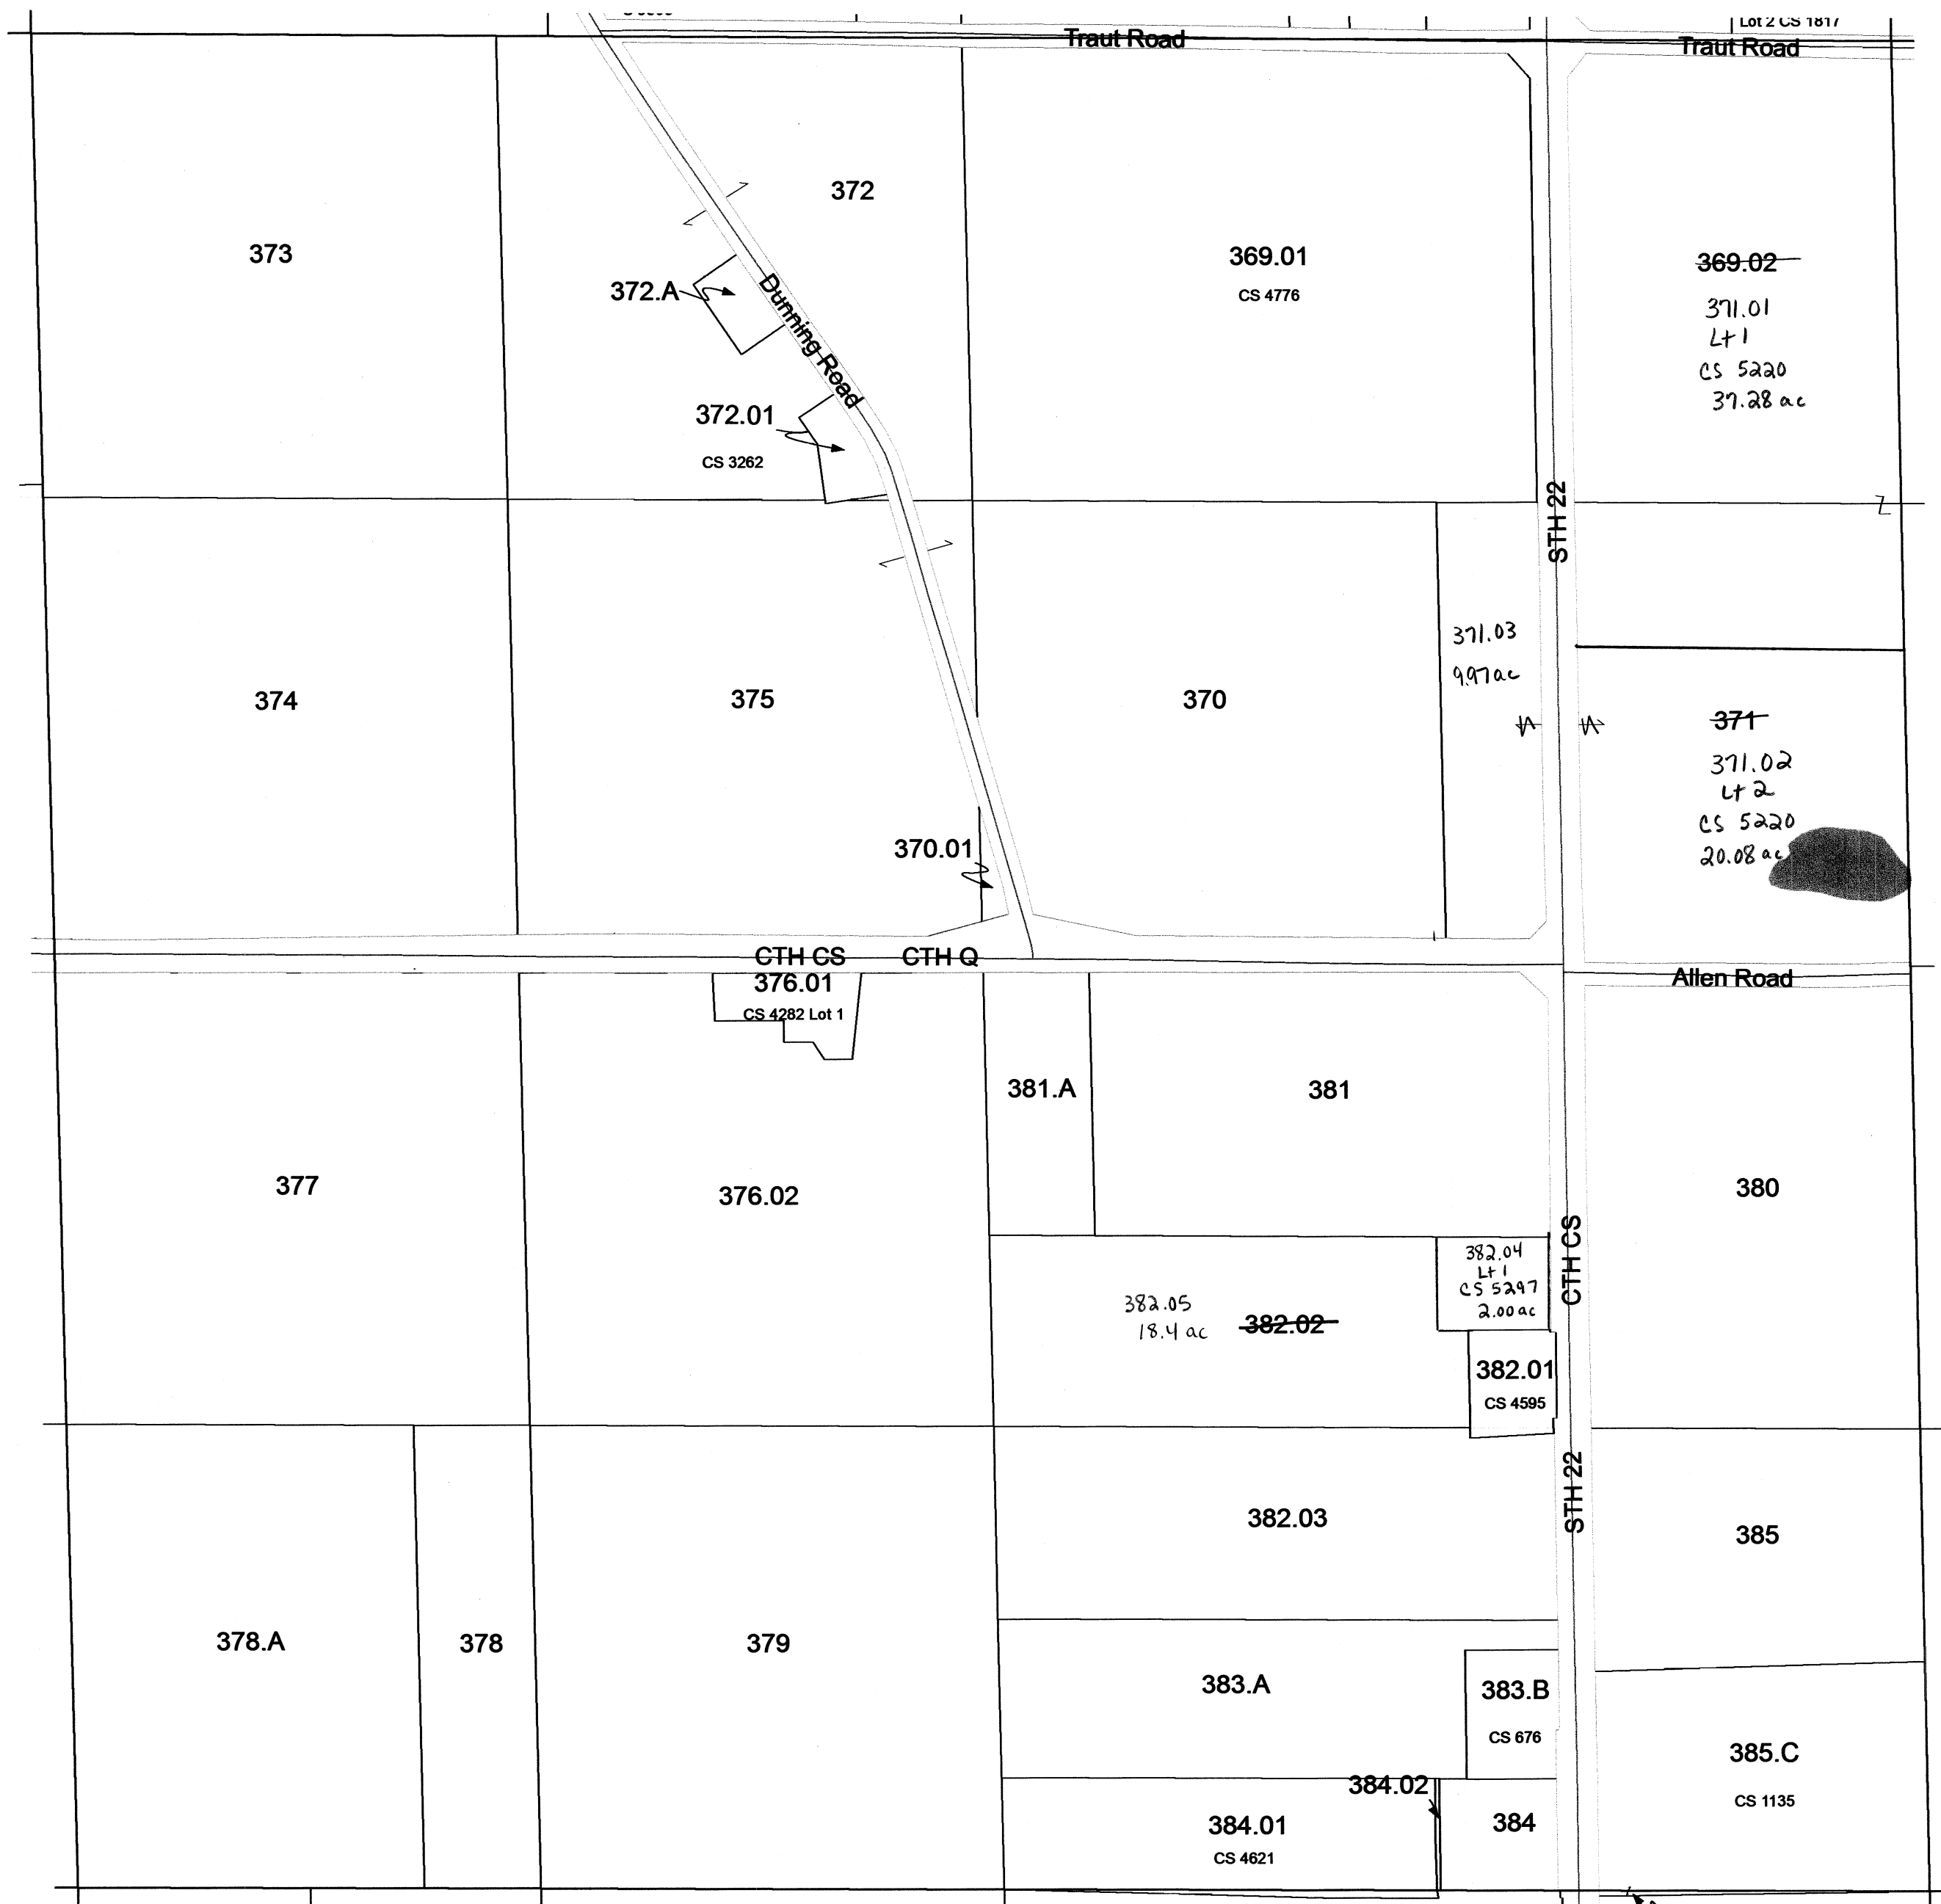 Lot 2 CS 1817
Traut Road
Traut Road
372
373
369.01
CS 4776
369.02
371.01
Lt 1
CS 5220
37.28 ac
372.A
Dunning Road
372.01
CS 3262
STH 22
371.03
9.97 ac
374
375
370
371
371.02
Lt 2
CS 5220
20.08 ac
370.01
CTH CS
CTH Q
Allen Road
376.01
CS 4282 Lot 1
381.A
381
377
376.02
380
CTH CS
382.04
Lt 1
CS 5297
2.00 ac
382.05
18.4 ac
382.02
382.01
CS 4595
STH 22
382.03
385
378.A
378
379
383.A
383.B
CS 676
385.C
CS 1135
384.02
384.01
CS 4621
384